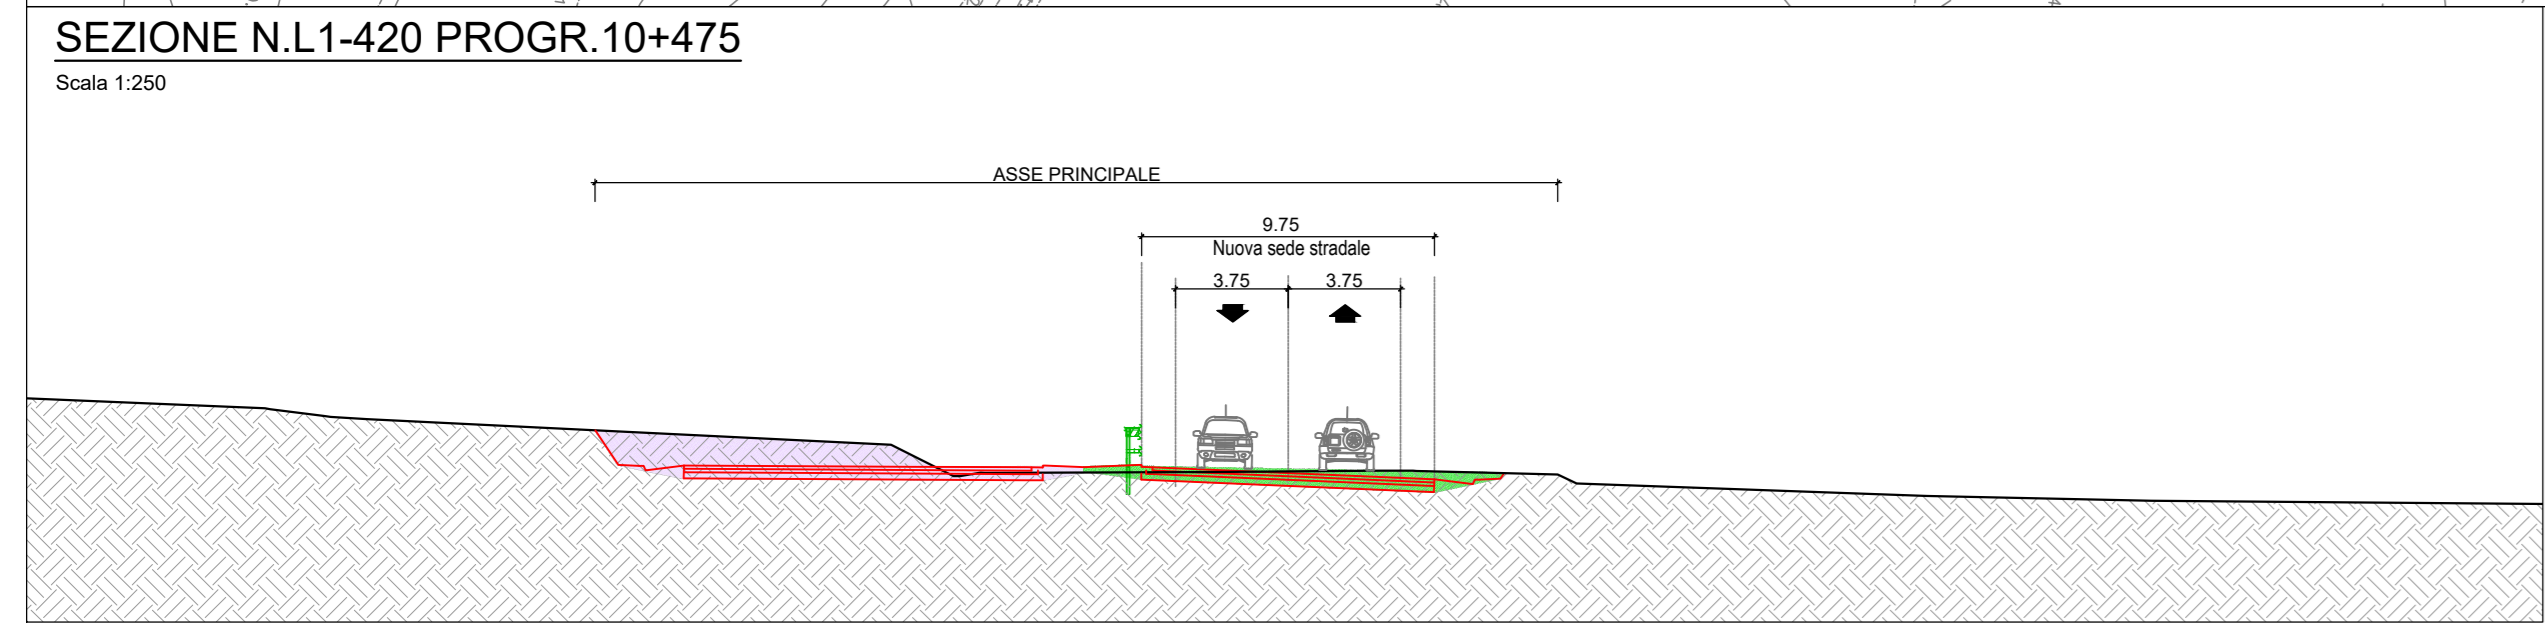 SEZIONE N.L1-420 PROGR.10+475
Scala 1:250
ASSE PRINCIPALE
9.75
Nuova sede stradale
3.75 3.75